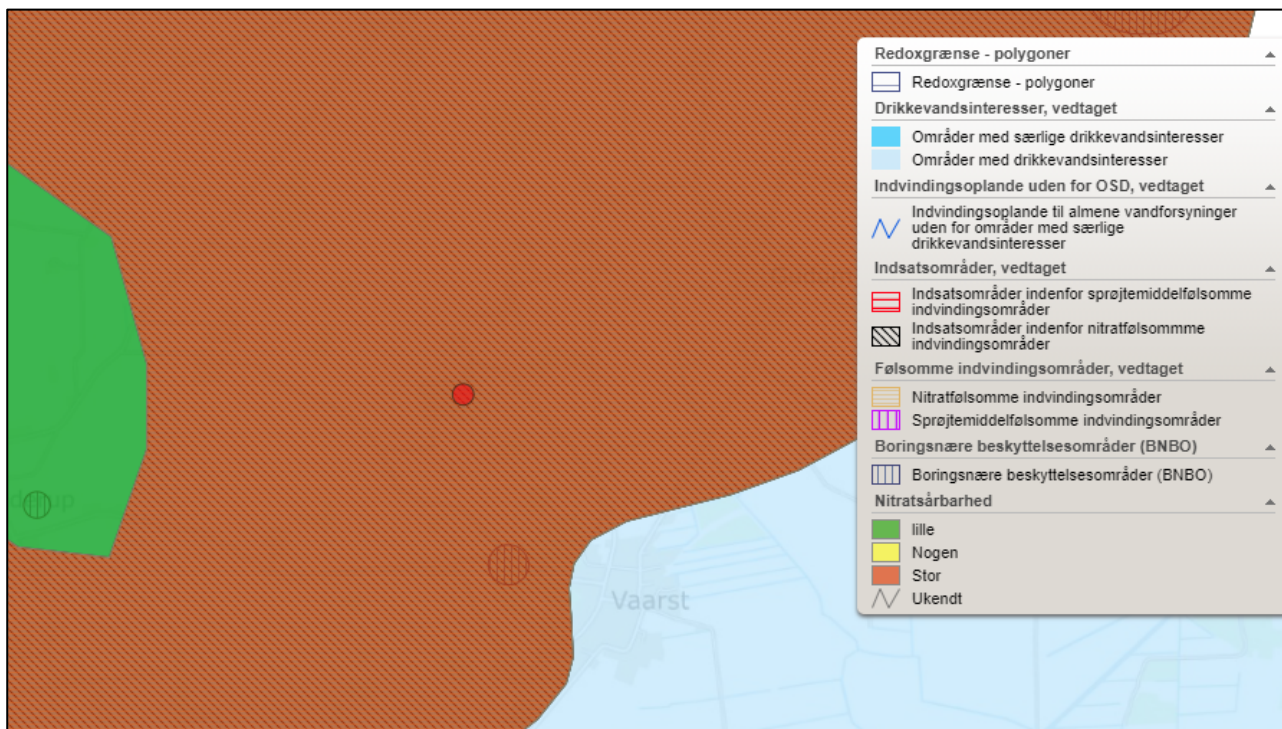 Redoxgrænse - polygoner
Redoxgrænse - polygoner
Drikkevandsinteresser, vedtaget
Områder med særlige drikkevandsinteresser
Områder med drikkevandsinteresser
Indvindingsoplande uden for OSD, vedtaget
Indvindingsoplande til almene vandforsyninger
uden for områder med særlige
drikkevandsinteresser
Indsatsområder, vedtaget
Indsatsområder indenfor sprøjtemiddelfølsomme
indvindingsområder
Indsatsområder indenfor nitratfølsommme
indvindingsområder
Følsomme indvindingsområder, vedtaget
Nitratfølsomme indvindingsområder
Sprøjtemiddelfølsomme indvindingsområder
Boringsnære beskyttelsesområder (BNBO)
Boringsnære beskyttelsesområder (BNBO)
Nitratsårbarhed
lille
Nogen
Stor
Ukendt
Vaarst